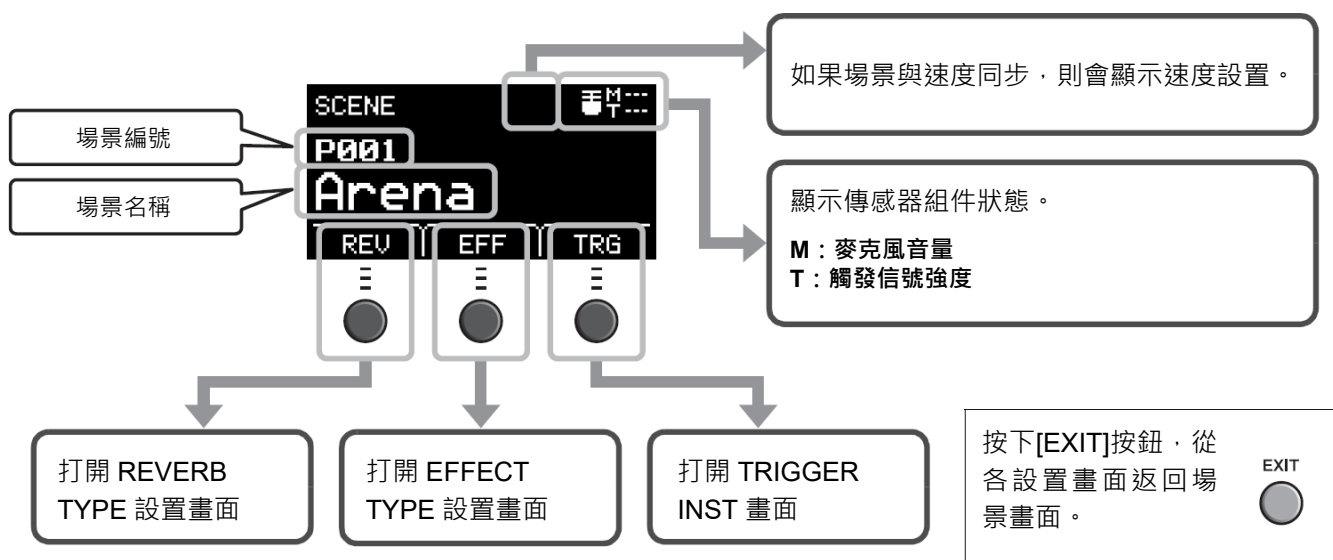 如果場景與速度同步，則會顯示速度設置。
SCENE
M---
T---
場景編號
P001
場景名稱
Arena
顯示傳感器組件狀態。
M：麥克風音量
T：觸發信號強度
REV
EFF
TRG
打開 REVERB
TYPE 設置畫面
打開 EFFECT
TYPE 設置畫面
打開 TRIGGER
INST 畫面
按下[EXIT]按鈕，從
各設置畫面返回場
景畫面。
EXIT